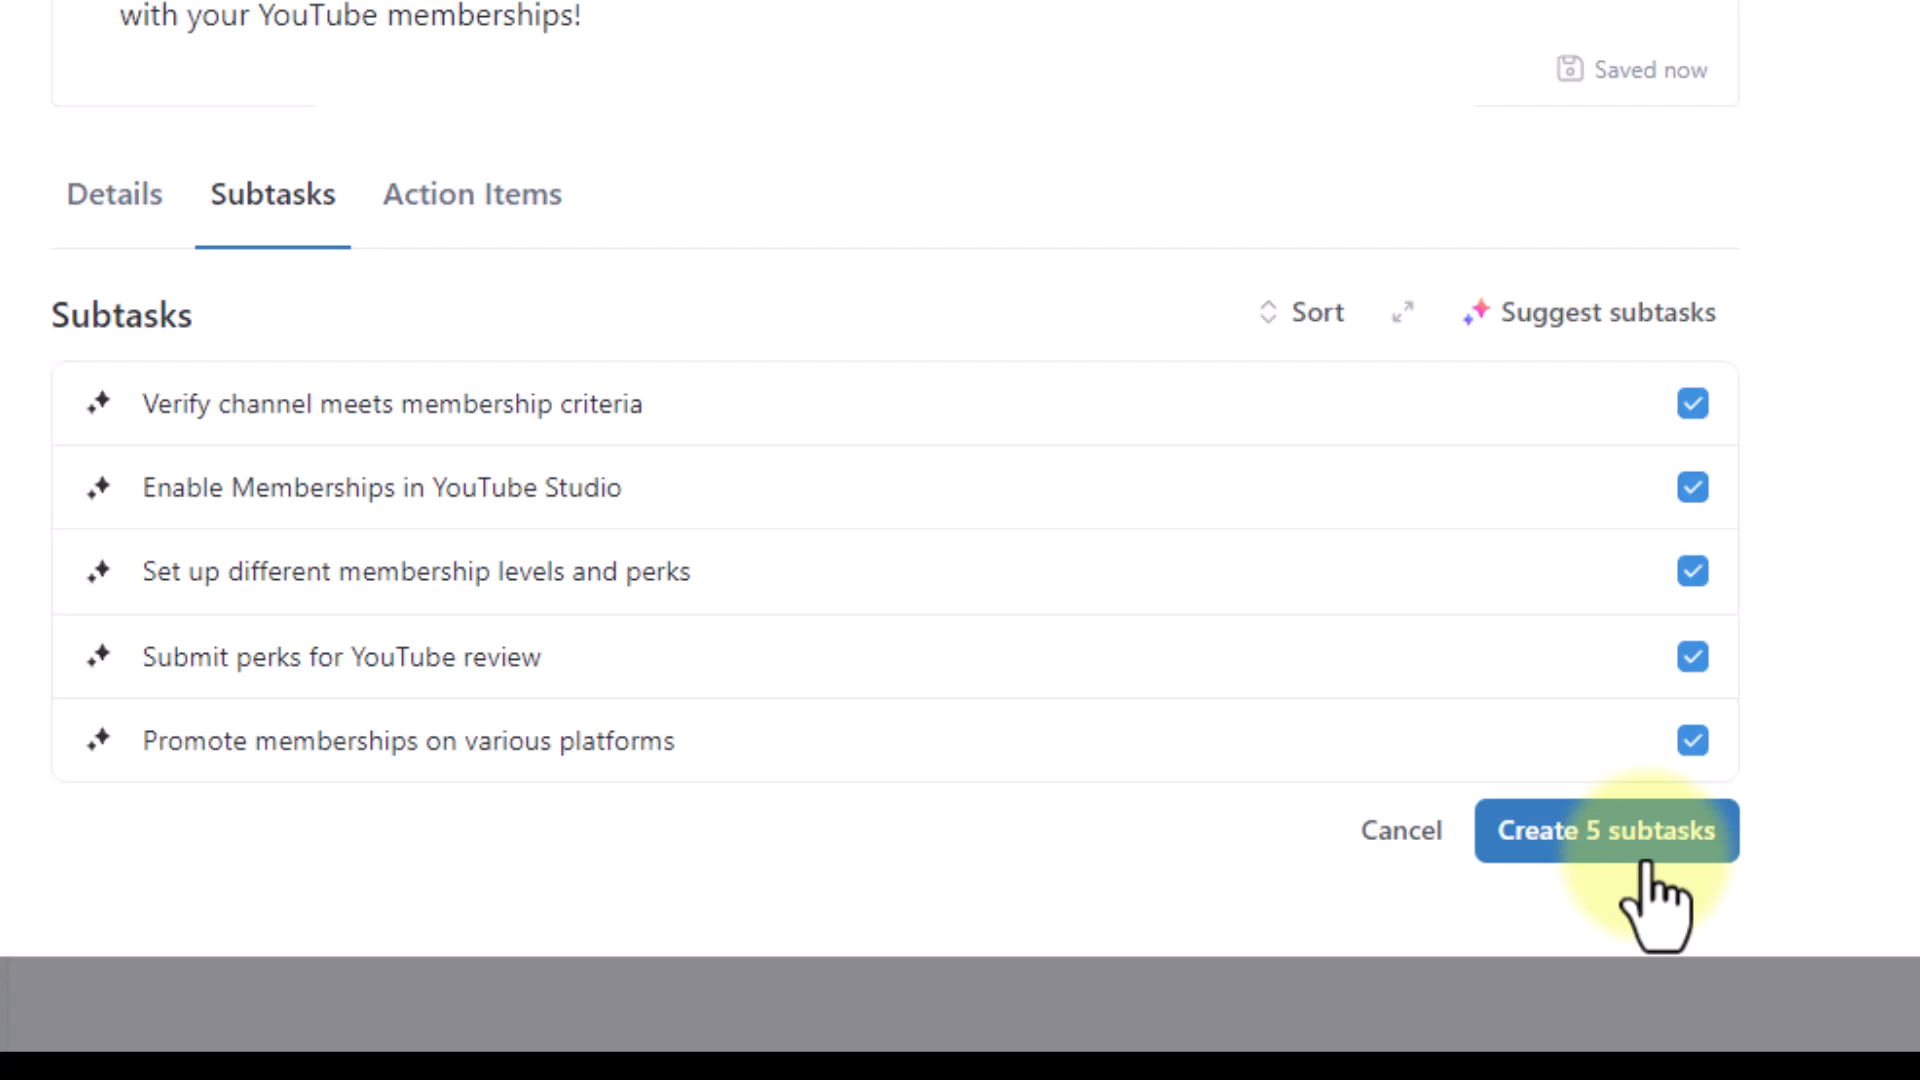 with your YouTube memberships!
Saved now
Details Subtasks Action Items
Subtasks Sort Suggest subtasks
Verify channel meets membership criteria
Enable Memberships in YouTube Studio
Set up different membership levels and perks
Submit perks for YouTube review
Promote memberships on various platforms
Cancel Create 5 subtasks